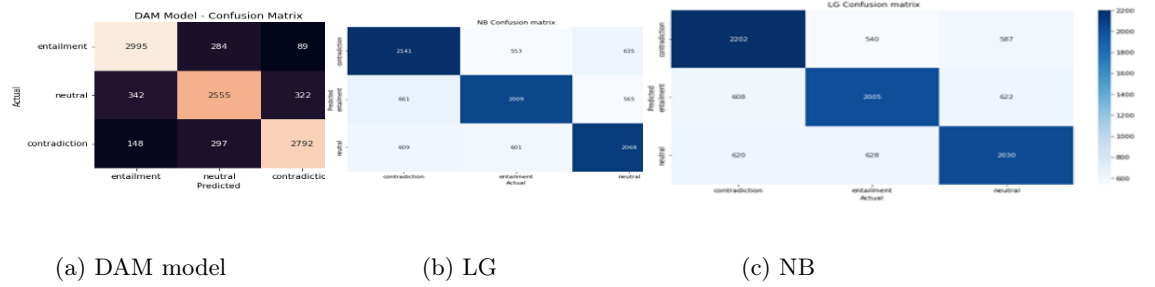 DAM Model - Confusion Matrix
Actual
entailment 2995 284 89
neutral 342 2555 322
contradiction 148 297 2792
entailment neutral contradictio
Predicted
NB Confusion matrix
Predicted
contradiction 2141 553 635
entailment 661 2009 565
neutral 609 601 2068
contradiction entailment neutral
Actual
LG Confusion matrix
Predicted
contradiction 2202 540 587
entailment 608 2005 622
neutral 620 628 2030
contradiction entailment neutral
Actual
2200
2000
1800
1600
1400
1200
1000
800
600
(a) DAM model
(b) LG
(c) NB